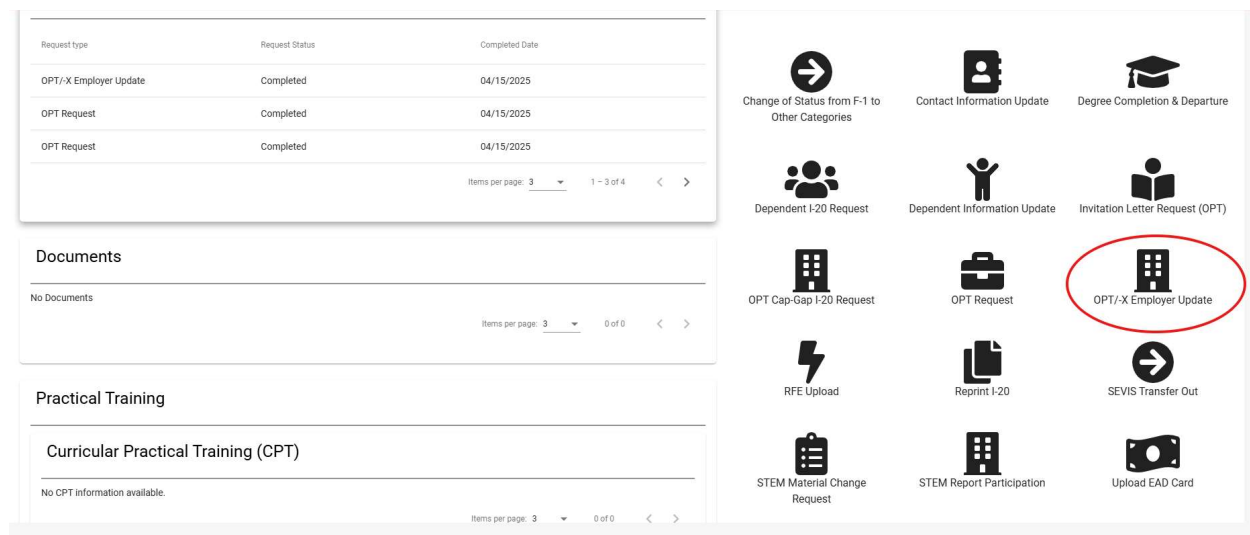 Request type Request Status Completed Date
OPT/-X Employer Update Completed 04/15/2025
OPT Request Completed 04/15/2025
OPT Request Completed 04/15/2025
Items per page: 3 1 – 3 of 4
Documents
No Documents
Items per page: 3 0 of 0
Practical Training
Curricular Practical Training (CPT)
No CPT information available.
Items per page: 3 0 of 0
Change of Status from F-1 to
Other Categories
Contact Information Update
Degree Completion & Departure
Dependent I-20 Request
Dependent Information Update
Invitation Letter Request (OPT)
OPT Cap-Gap I-20 Request
OPT Request
OPT/-X Employer Update
RFE Upload
Reprint I-20
SEVIS Transfer Out
STEM Material Change
Request
STEM Report Participation
Upload EAD Card